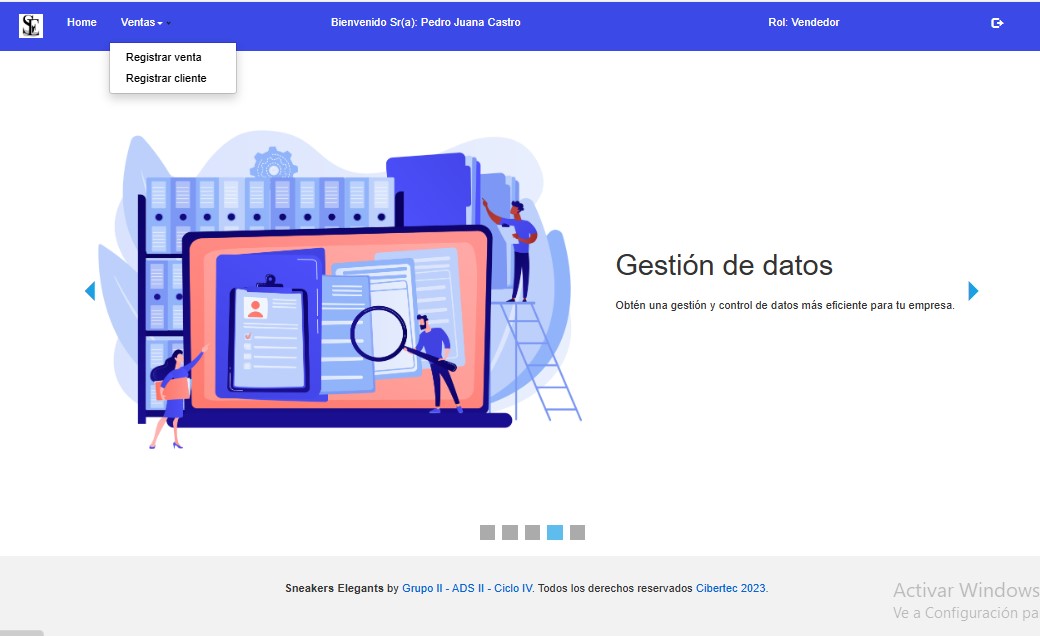 SE
Home
Ventas
Bienvenido Sr(a): Pedro Juana Castro
Rol: Vendedor
Registrar venta
Registrar cliente
Gestión de datos
Obtén una gestión y control de datos más eficiente para tu empresa.
Sneakers Elegants by Grupo II - ADS II - Ciclo IV. Todos los derechos reservados Cibertec 2023.
Activar Windows
Ve a Configuración pa